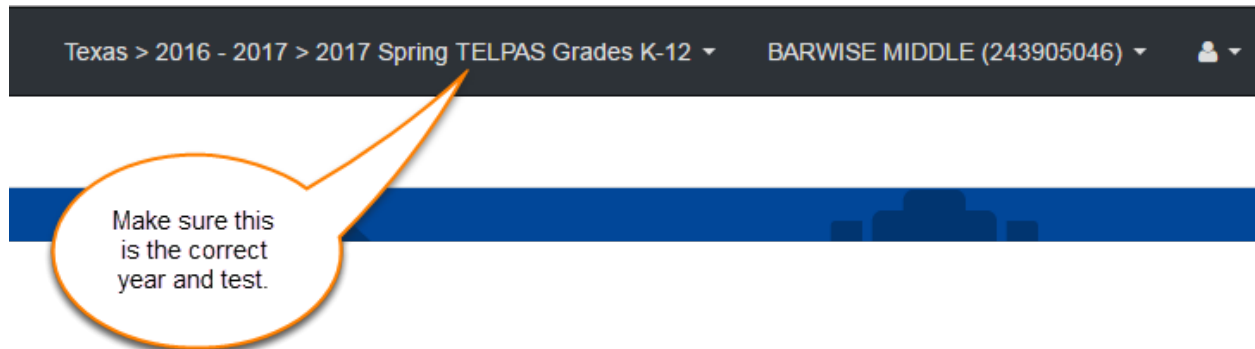 Texas > 2016 - 2017 > 2017 Spring TELPAS Grades K-12 BARWISE MIDDLE (243905046)
Make sure this
is the correct
year and test.